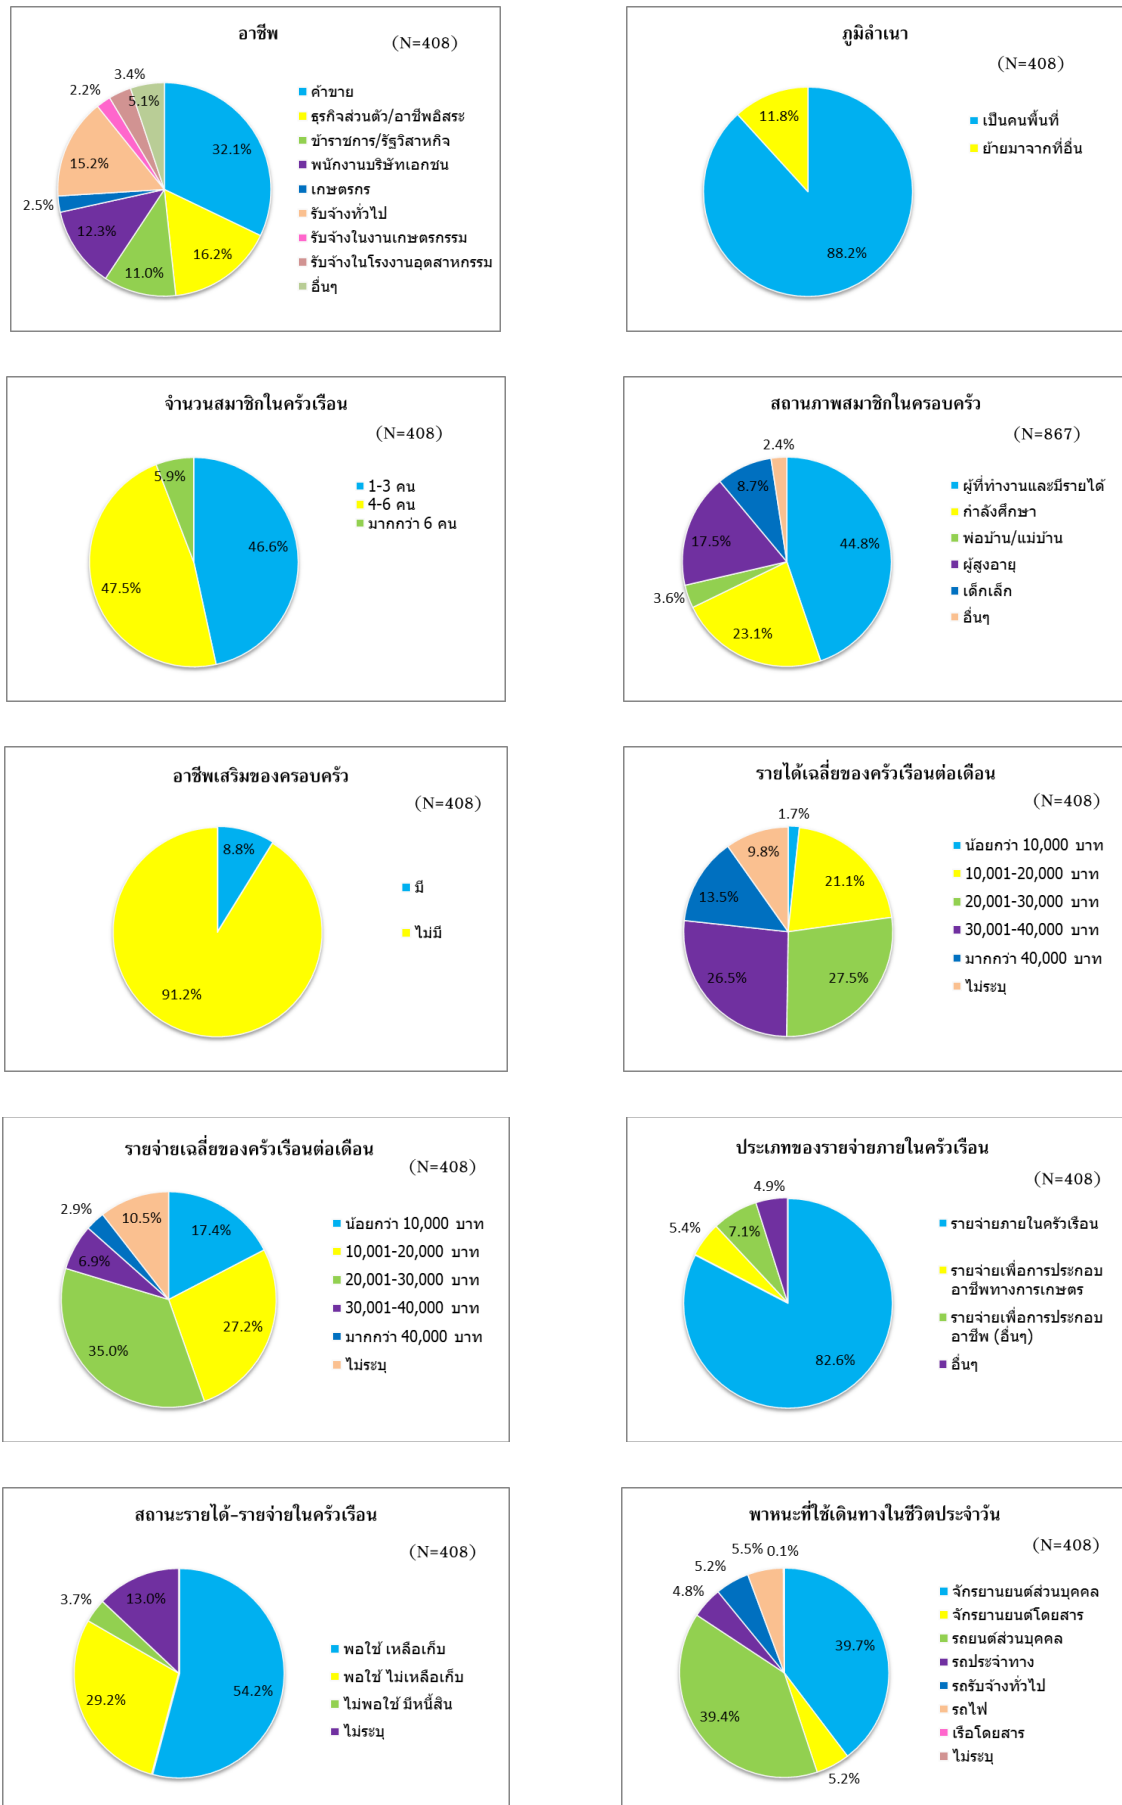 อาชีพ
(N=408)
3.4%
2.2%
5.1%
32.1%
15.2%
2.5%
12.3%
16.2%
11.0%
ค้าขาย
ธุรกิจส่วนตัว/อาชีพอิสระ
ข้าราชการ/รัฐวิสาหกิจ
พนักงานบริษัทเอกชน
เกษตรกร
รับจ้างทั่วไป
รับจ้างในงานเกษตรกรรม
รับจ้างในโรงงานอุตสาหกรรม
อื่นๆ
ภูมิลำเนา
(N=408)
11.8%
88.2%
เป็นคนพื้นที่
ย้ายมาจากที่อื่น
จำนวนสมาชิกในครัวเรือน
(N=408)
5.9%
46.6%
47.5%
1-3 คน
4-6 คน
มากกว่า 6 คน
สถานภาพสมาชิกในครอบครัว
(N=867)
2.4%
8.7%
17.5%
44.8%
3.6%
23.1%
ผู้ที่ทำงานและมีรายได้
กำลังศึกษา
พ่อบ้าน/แม่บ้าน
ผู้สูงอายุ
เด็กเล็ก
อื่นๆ
อาชีพเสริมของครอบครัว
(N=408)
8.8%
91.2%
มี
ไม่มี
รายได้เฉลี่ยของครัวเรือนต่อเดือน
(N=408)
1.7%
9.8%
21.1%
13.5%
26.5%
27.5%
น้อยกว่า 10,000 บาท
10,001-20,000 บาท
20,001-30,000 บาท
30,001-40,000 บาท
มากกว่า 40,000 บาท
ไม่ระบุ
รายจ่ายเฉลี่ยของครัวเรือนต่อเดือน
(N=408)
2.9%
10.5%
17.4%
6.9%
27.2%
35.0%
น้อยกว่า 10,000 บาท
10,001-20,000 บาท
20,001-30,000 บาท
30,001-40,000 บาท
มากกว่า 40,000 บาท
ไม่ระบุ
ประเภทของรายจ่ายภายในครัวเรือน
(N=408)
4.9%
5.4%
7.1%
82.6%
รายจ่ายภายในครัวเรือน
รายจ่ายเพื่อการประกอบ
อาชีพทางการเกษตร
รายจ่ายเพื่อการประกอบ
อาชีพ (อื่นๆ)
อื่นๆ
สถานะรายได้-รายจ่ายในครัวเรือน
(N=408)
3.7%
13.0%
29.2%
54.2%
พอใช้ เหลือเก็บ
พอใช้ ไม่เหลือเก็บ
ไม่พอใช้ มีหนี้สิน
ไม่ระบุ
พาหนะที่ใช้เดินทางในชีวิตประจำวัน
(N=408)
5.5% 0.1%
5.2%
4.8%
39.7%
39.4%
5.2%
จักรยานยนต์ส่วนบุคคล
จักรยานยนต์โดยสาร
รถยนต์ส่วนบุคคล
รถประจำทาง
รถรับจ้างทั่วไป
รถไฟ
เรือโดยสาร
ไม่ระบุ